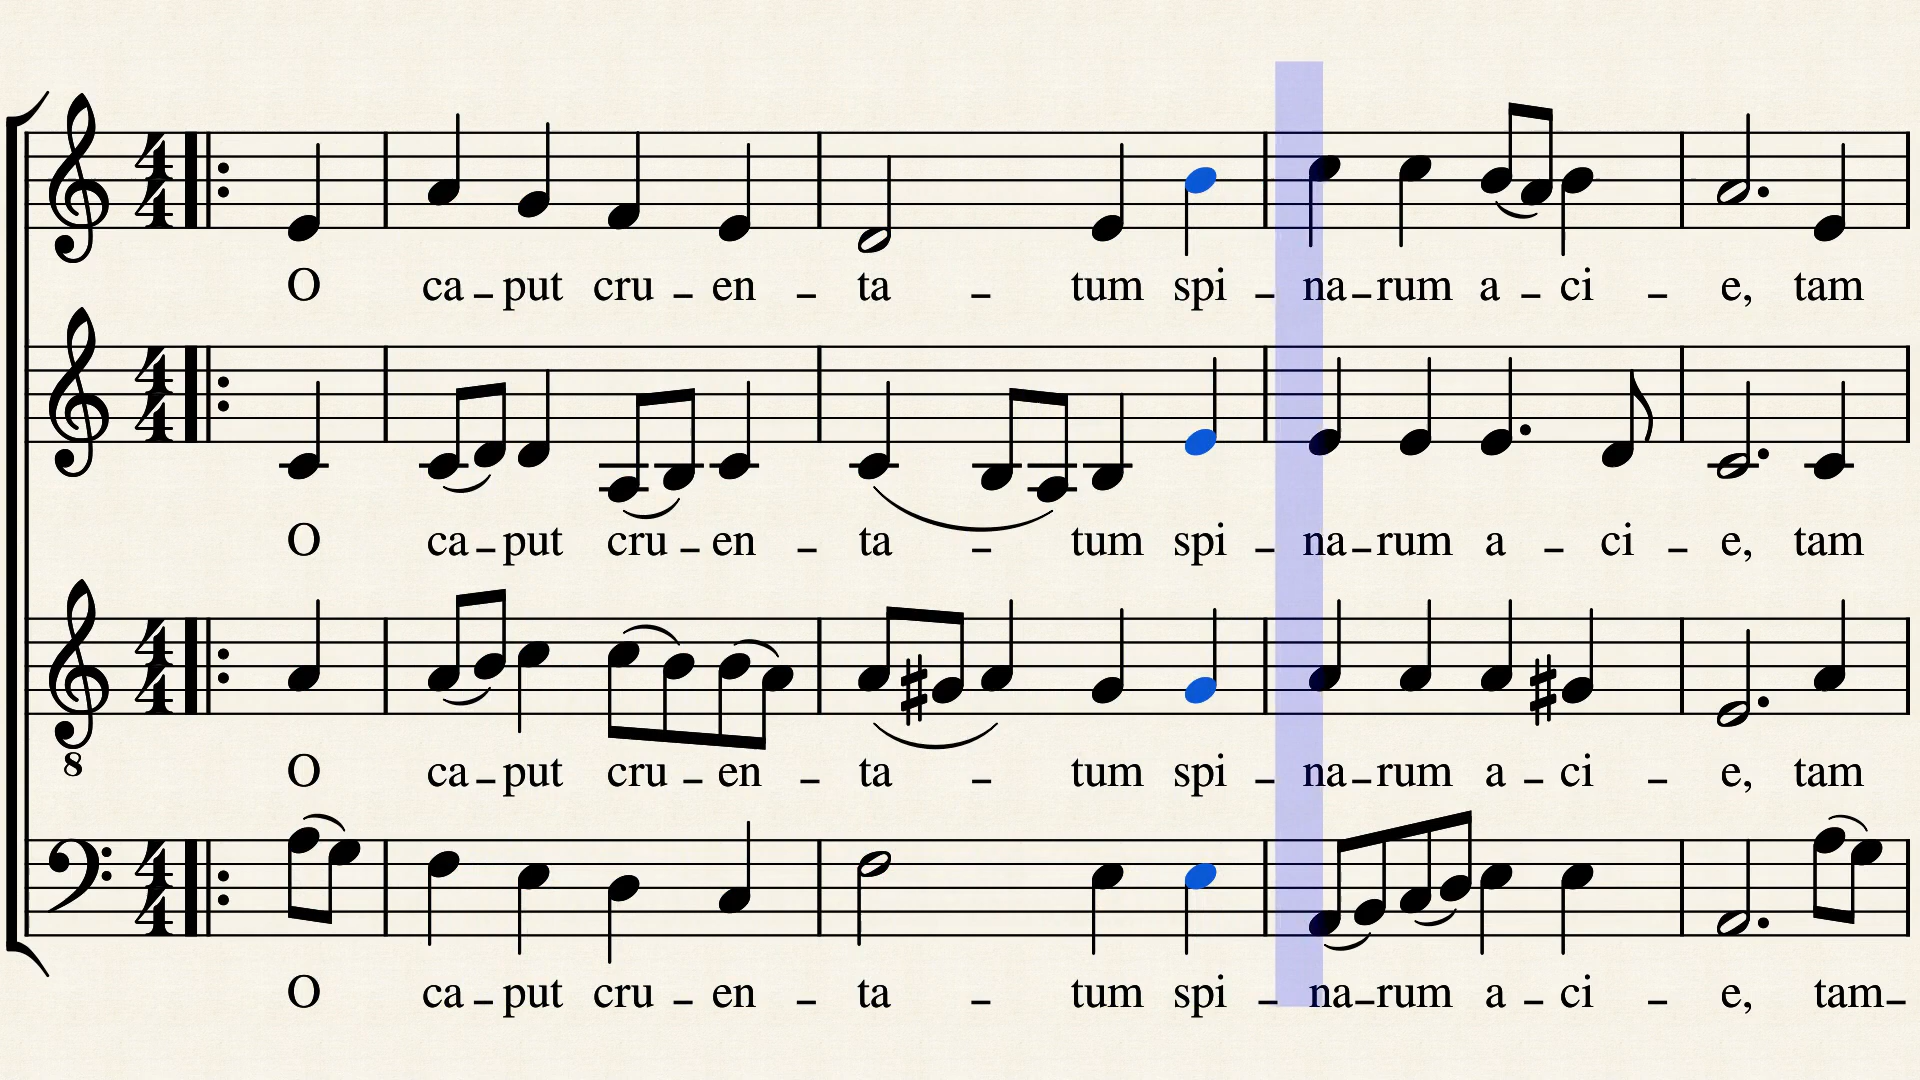 O ca - put cru - en - ta - tum spi - na - rum a - ci - e, tam
O ca - put cru - en - ta - tum spi - na - rum a - ci - e, tam
8
O ca - put cru - en - ta - tum spi - na - rum a - ci - e, tam
O ca - put cru - en - ta - tum spi - na - rum a - ci - e, tam -